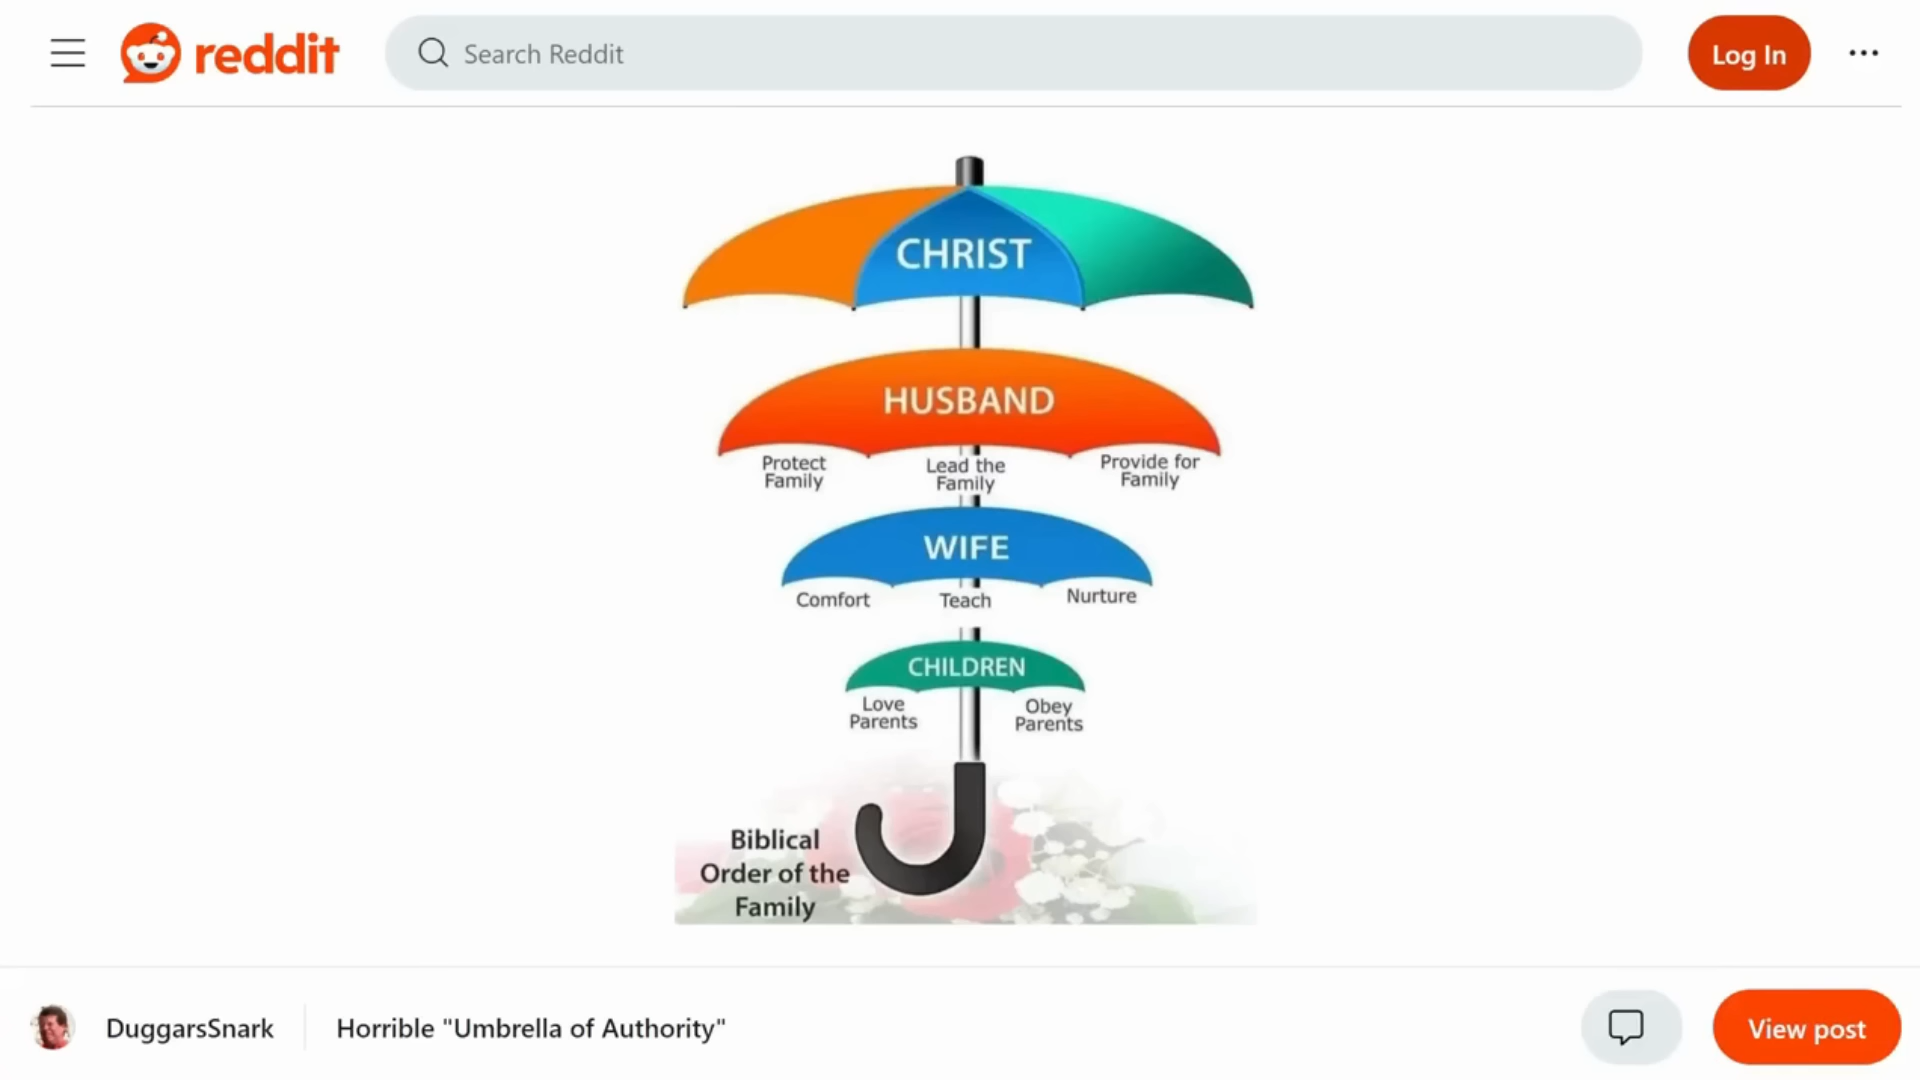 reddit
Search Reddit
Log In
CHRIST
HUSBAND
Protect
Family
Lead the
Family
Provide for
Family
WIFE
Comfort
Teach
Nurture
CHILDREN
Love
Parents
Obey
Parents
Biblical
Order of the
Family
DuggarsSnark
Horrible "Umbrella of Authority"
View post